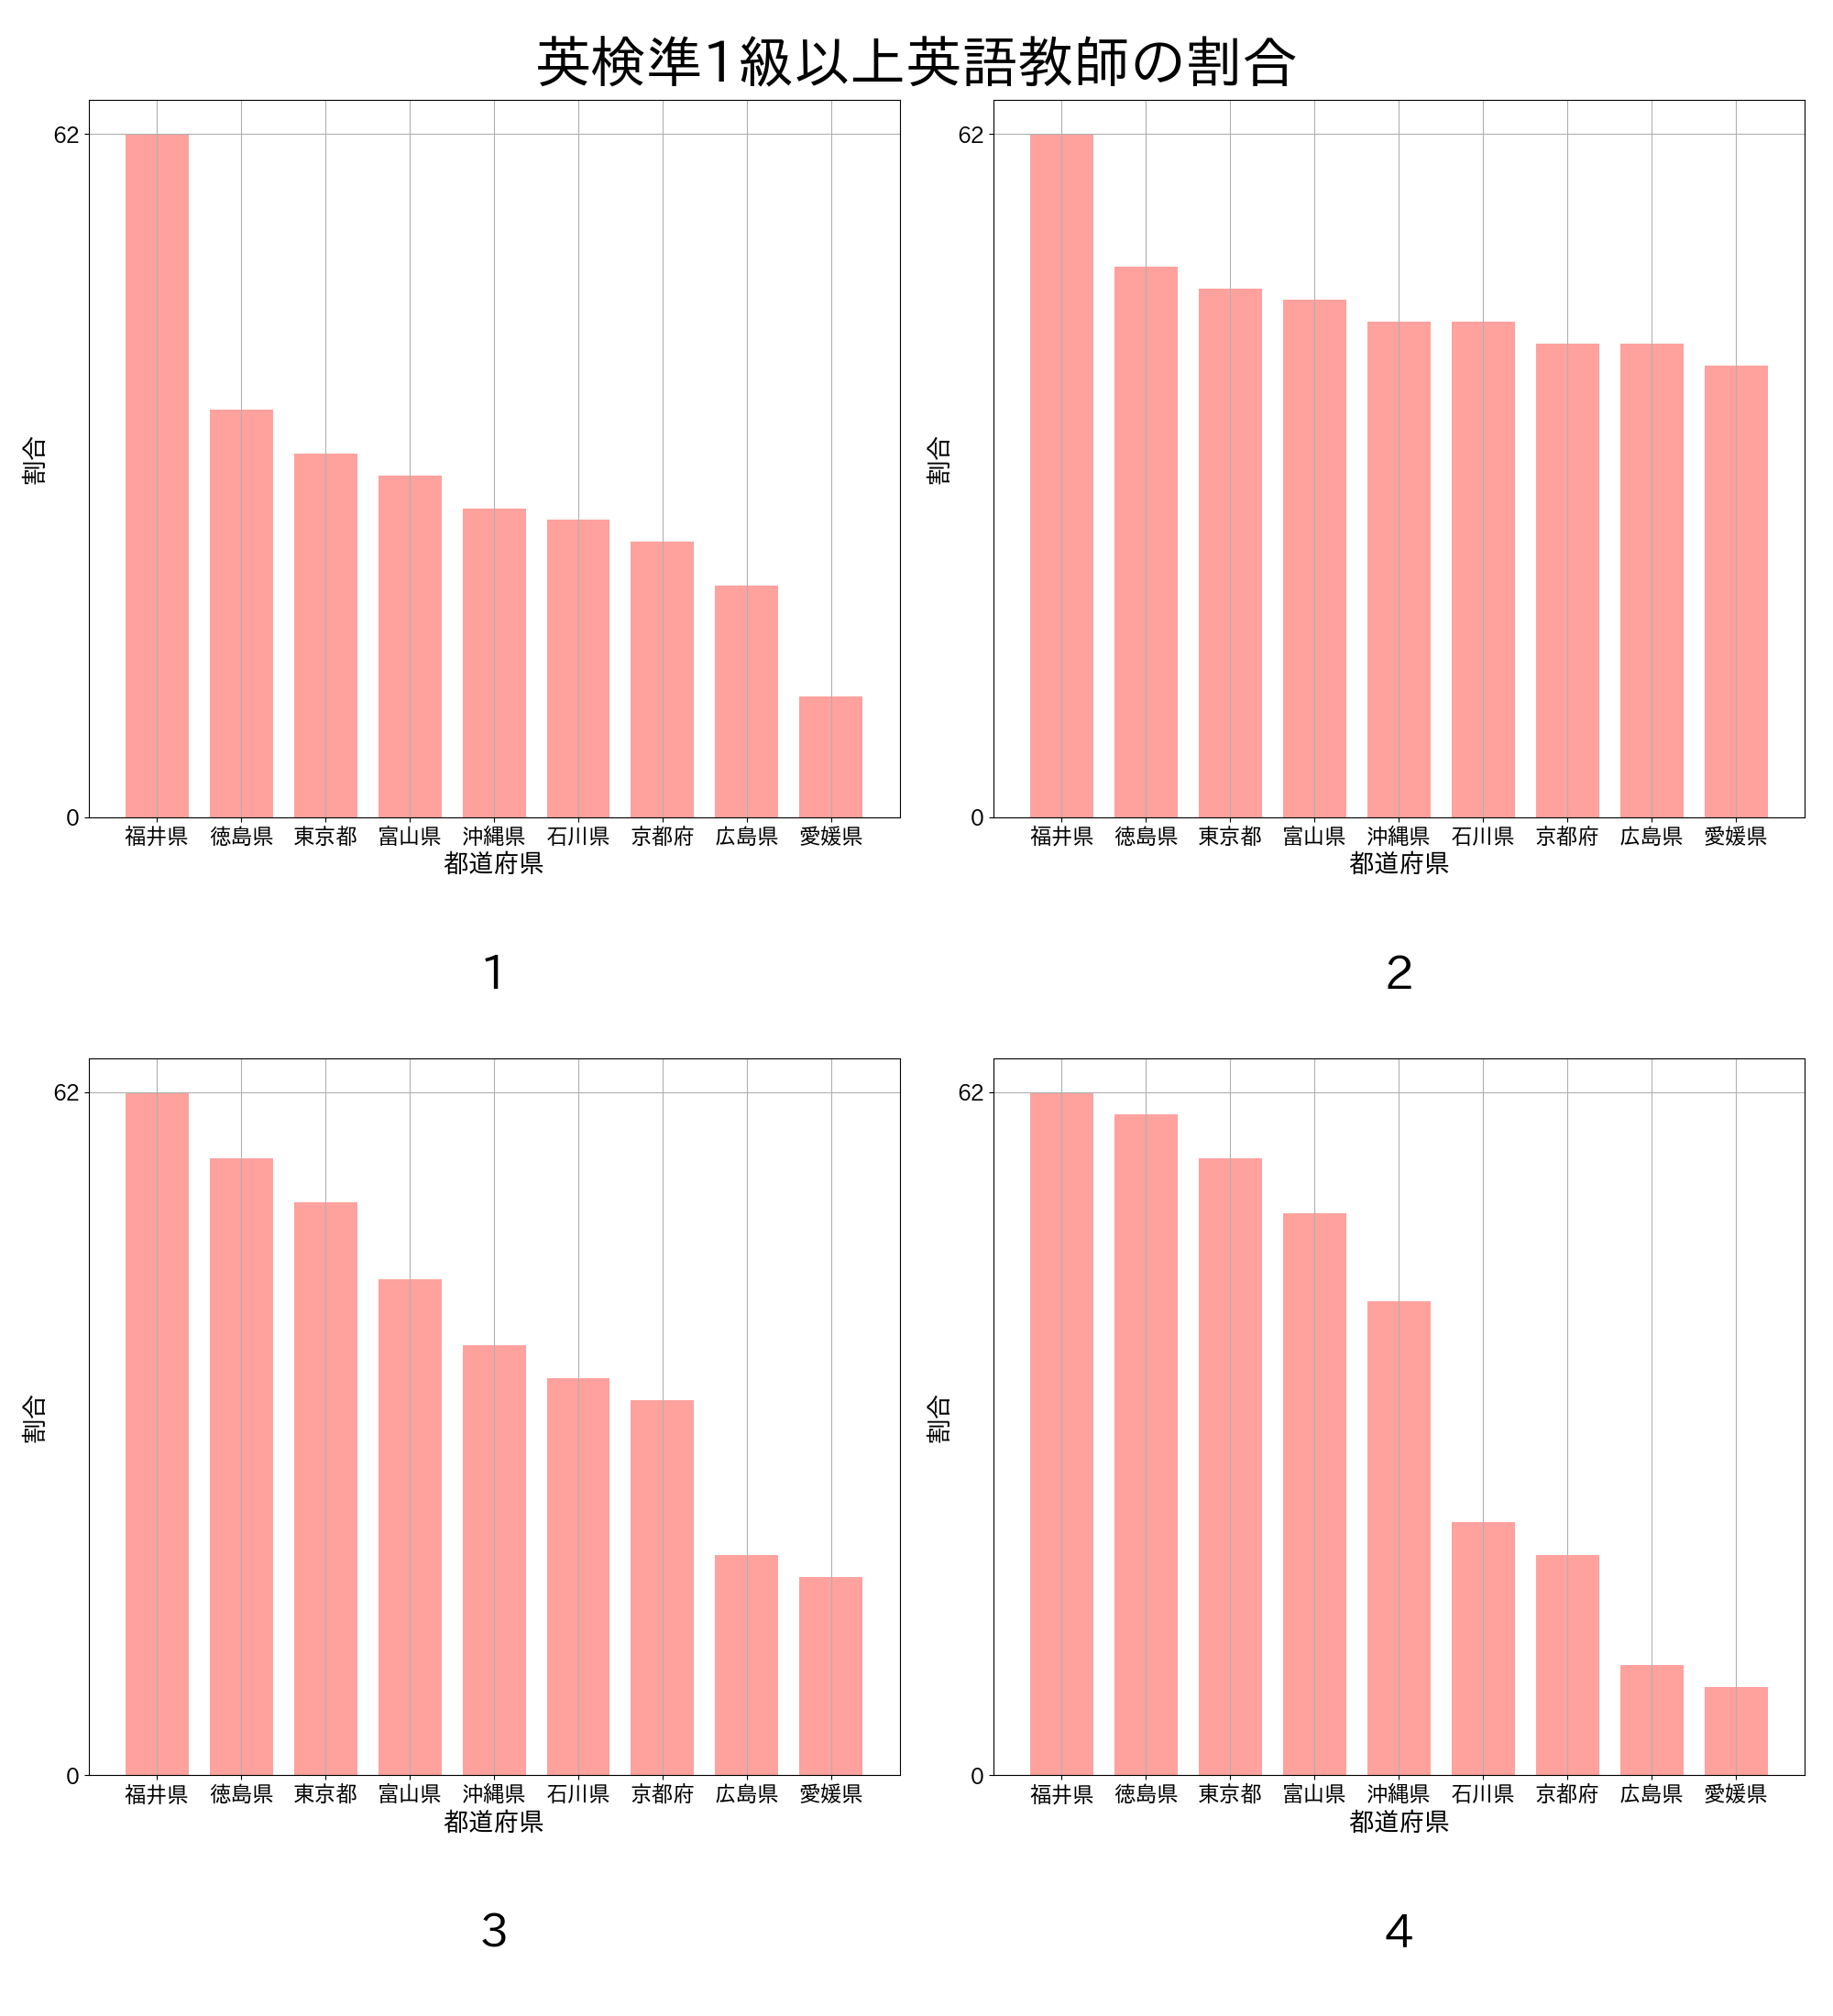 英検準1級以上英語教師の割合
62
割合
0
福井県 徳島県 東京都 富山県 沖縄県 石川県 京都府 広島県 愛媛県
都道府県
1
62
割合
0
福井県 徳島県 東京都 富山県 沖縄県 石川県 京都府 広島県 愛媛県
都道府県
2
62
割合
0
福井県 徳島県 東京都 富山県 沖縄県 石川県 京都府 広島県 愛媛県
都道府県
3
62
割合
0
福井県 徳島県 東京都 富山県 沖縄県 石川県 京都府 広島県 愛媛県
都道府県
4